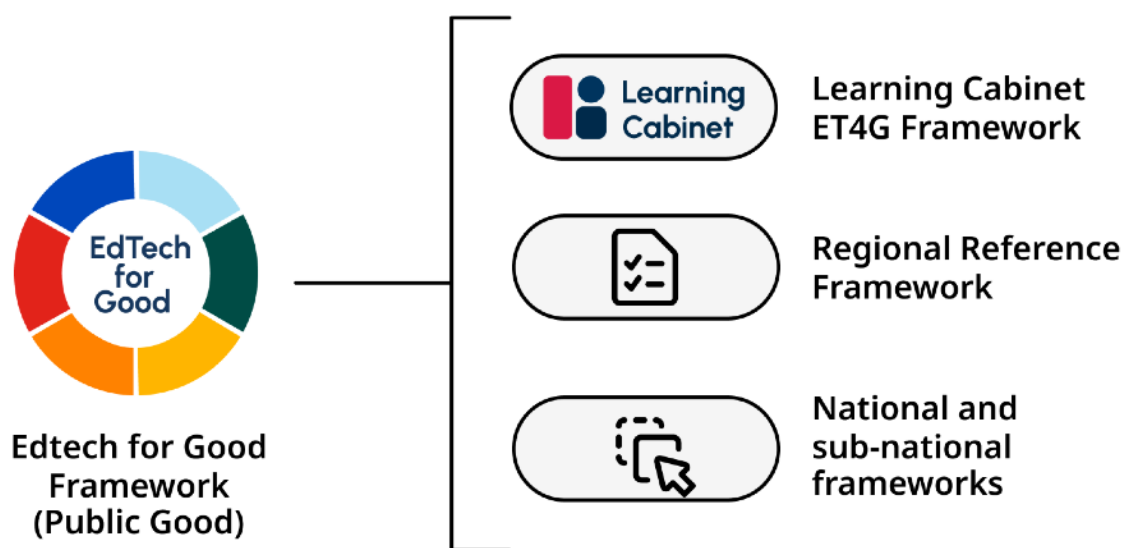 EdTech
for
Good
Edtech for Good
Framework
(Public Good)
Learning
Cabinet
Learning Cabinet
ET4G Framework
Regional Reference
Framework
National and
sub-national
frameworks